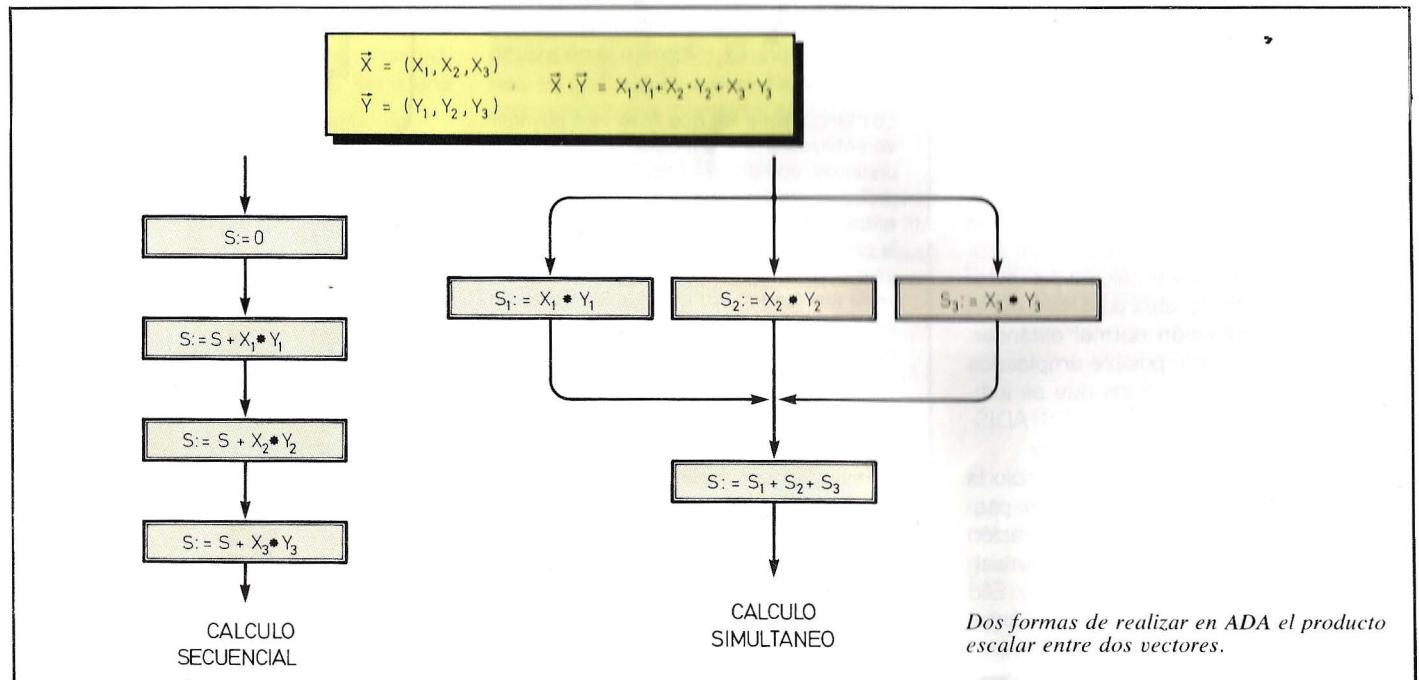 X⃗ = (X₁, X₂, X₃)
Y⃗ = (Y₁, Y₂, Y₃)
X⃗ · Y⃗ = X₁·Y₁+X₂·Y₂+X₃·Y₃
S:= 0
S:= S + X₁*Y₁
S:= S + X₂*Y₂
S:= S + X₃*Y₃
CALCULO
SECUENCIAL
S₁:= X₁ * Y₁
S₂:= X₂ * Y₂
S₃:= X₃ * Y₃
S:= S₁ + S₂ + S₃
CALCULO
SIMULTANEO
Dos formas de realizar en ADA el producto
escalar entre dos vectores.